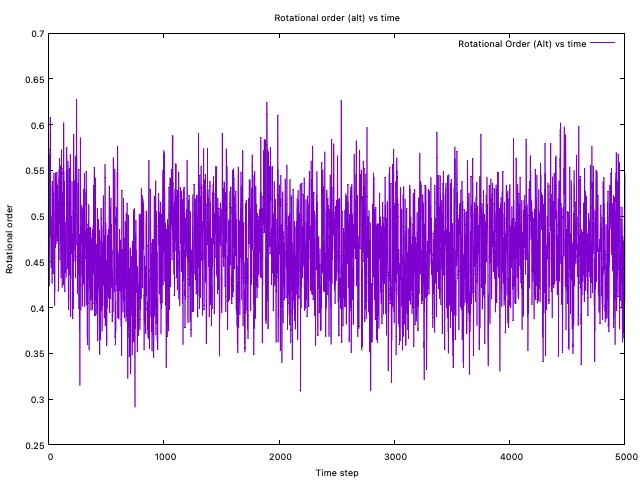 Rotational order (alt) vs time
Rotational Order (Alt) vs time
0.7
0.65
0.6
0.55
0.5
0.45
0.4
0.35
0.3
0.25
Rotational order
0 1000 2000 3000 4000 5000
Time step